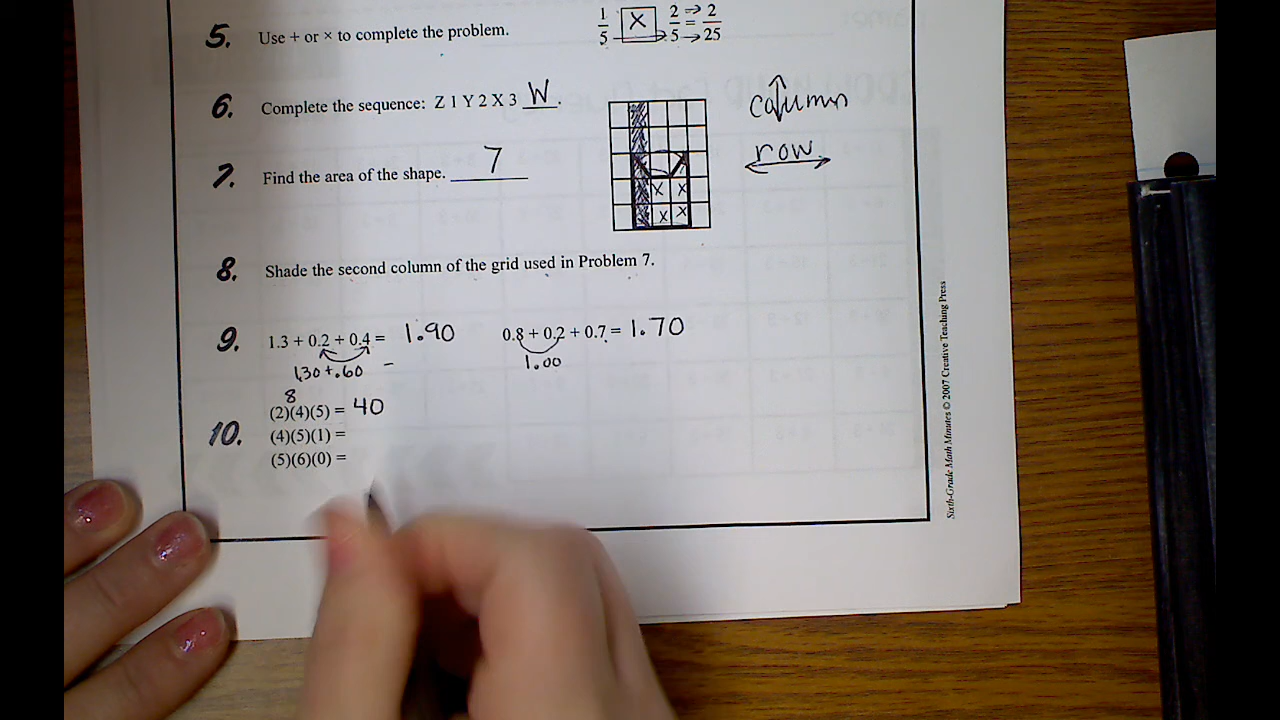 5. Use + or × to complete the problem. 1/5 X 2/5 = 2/25
6. Complete the sequence: Z 1 Y 2 X 3 W.
column
row
7. Find the area of the shape. 7
x x
x x
8. Shade the second column of the grid used in Problem 7.
9. 1.3 + 0.2 + 0.4 = 1.90 0.8 + 0.2 + 0.7 = 1.70
1.30 + .60 – 1.00
8
(2)(4)(5) = 40
10. (4)(5)(1) =
(5)(6)(0) =
Sixth-Grade Math Minutes © 2007 Creative Teaching Press